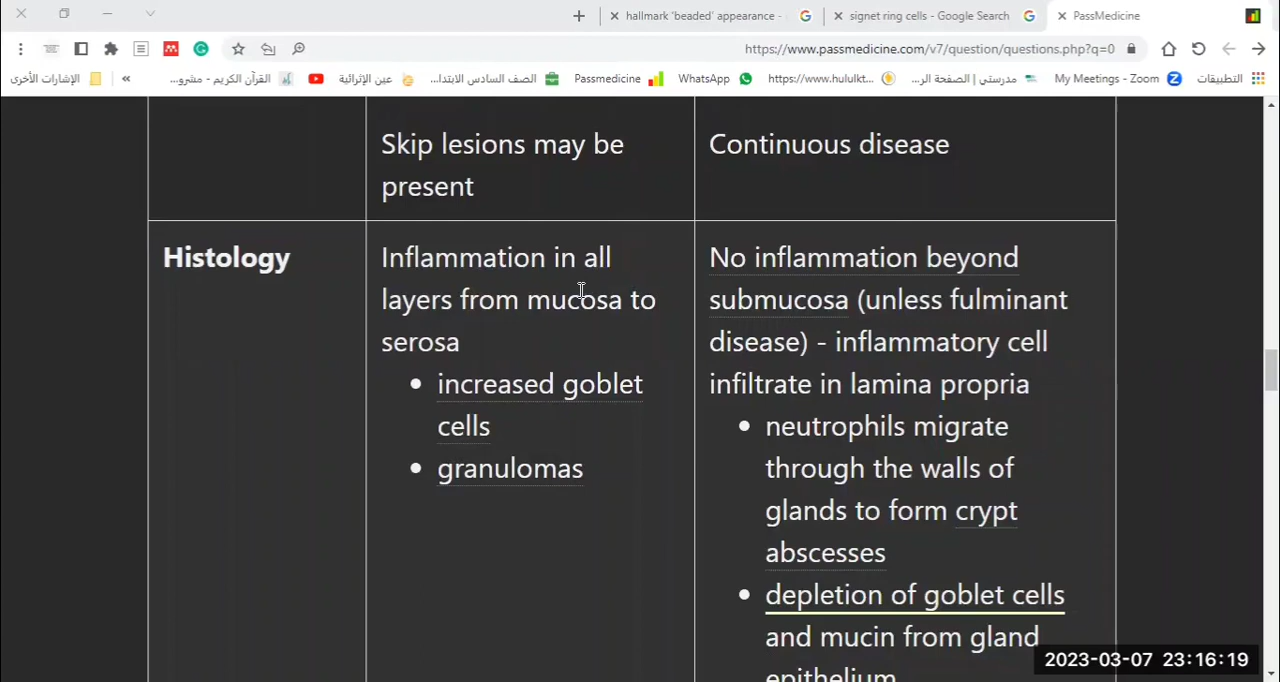 hallmark 'beaded' appearance -
signet ring cells - Google Search
PassMedicine
https://www.passmedicine.com/v7/question/questions.php?q=0
الإشارات الأخرى
»
القرآن الكريم - مشرو...
عين الإثرائية
الصف السادس الابتدا...
Passmedicine
WhatsApp
https://www.hululkt...
مدرستي | الصفحة الر...
My Meetings - Zoom
التطبيقات
Skip lesions may be
present
Continuous disease
Histology
Inflammation in all
layers from mucosa to
serosa
• increased goblet
cells
• granulomas
No inflammation beyond
submucosa (unless fulminant
disease) - inflammatory cell
infiltrate in lamina propria
• neutrophils migrate
through the walls of
glands to form crypt
abscesses
• depletion of goblet cells
and mucin from gland
epithelium
2023-03-07 23:16:19